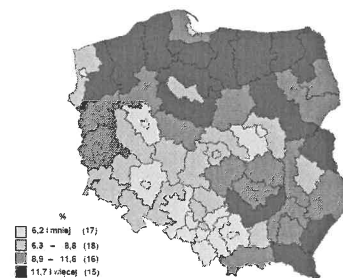 %
6,2 i mniej (17)
6,3 – 8,8 (18)
8,9 – 11,6 (16)
11,7 i więcej (15)